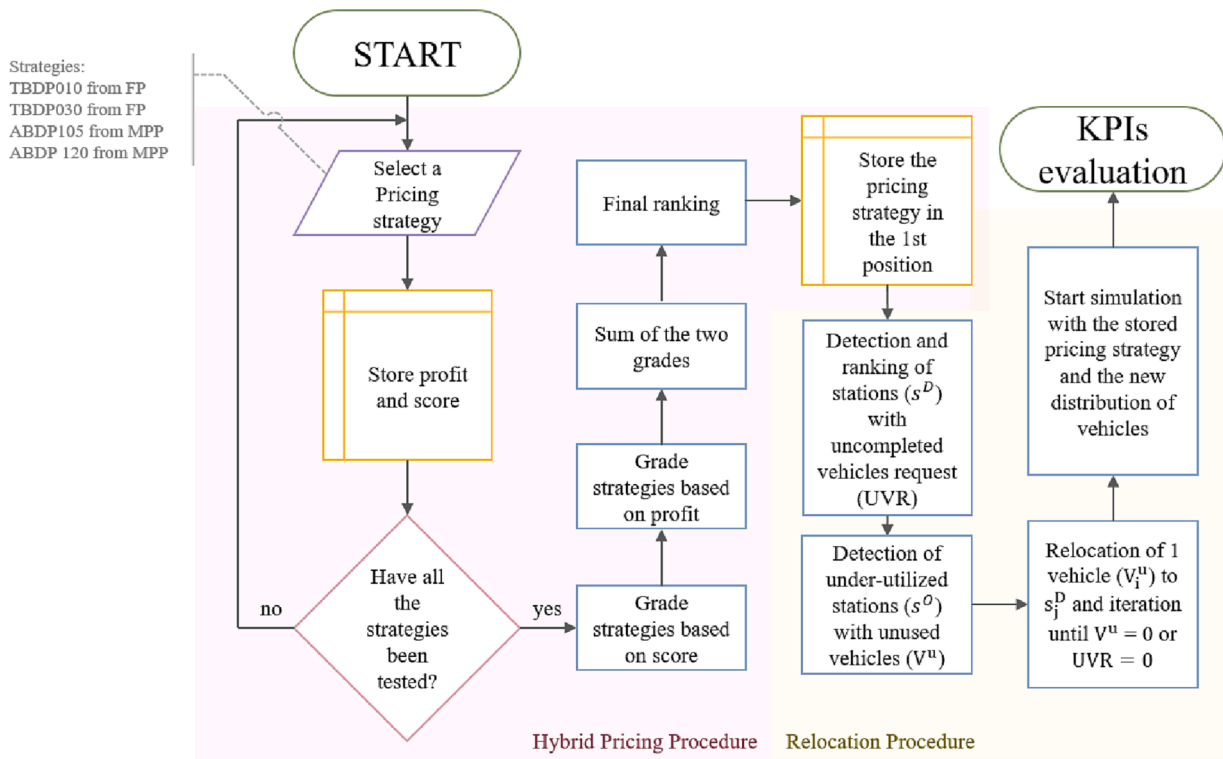 START
Strategies:
TBDP010 from FP
TBDP030 from FP
ABDP105 from MPP
ABDP 120 from MPP
Select a
Pricing
strategy
Store profit
and score
Have all
the
strategies
been
tested?
no
yes
Grade
strategies based
on score
Grade
strategies based
on profit
Sum of the two
grades
Final ranking
Store the
pricing
strategy in
the 1st
position
Detection and
ranking of
stations (s^D)
with
uncompleted
vehicles request
(UVR)
Detection of
under-utilized
stations (s^O)
with unused
vehicles (V^u)
Relocation of 1
vehicle (V_i^u) to
s_j^D and iteration
until V^u = 0 or
UVR = 0
Start simulation
with the stored
pricing strategy
and the new
distribution of
vehicles
KPIs
evaluation
Hybrid Pricing Procedure
Relocation Procedure